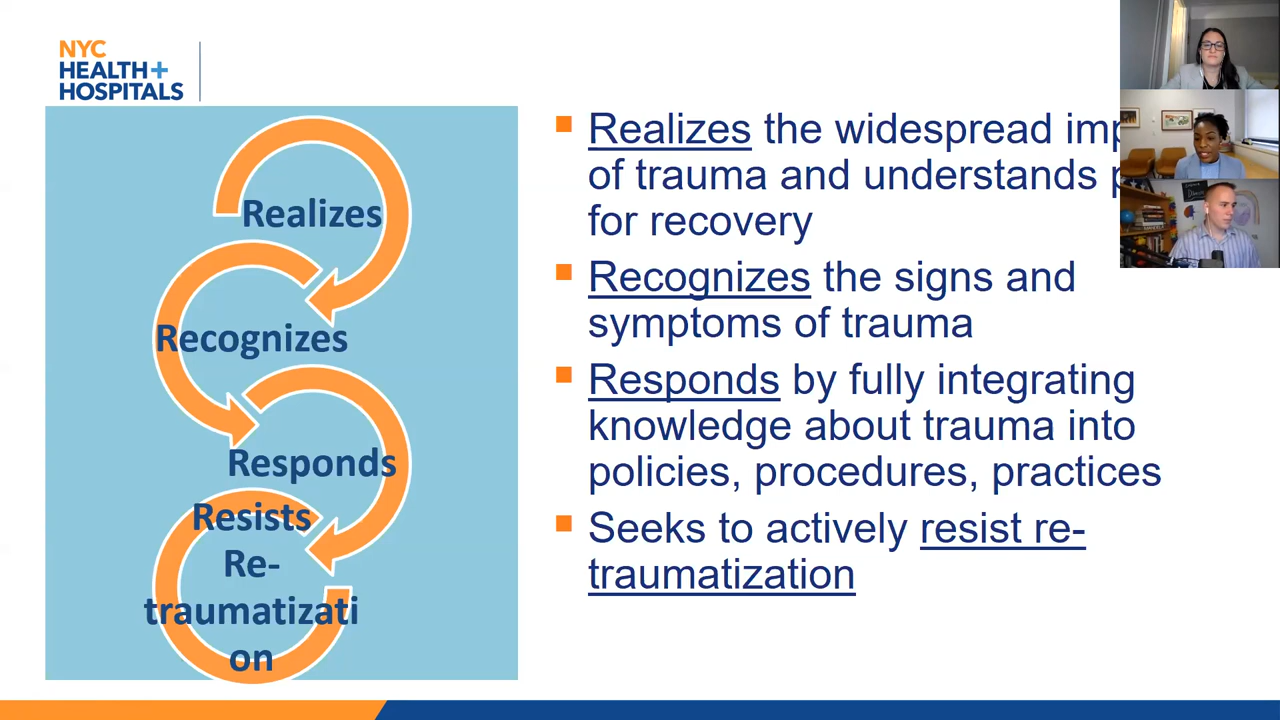 NYC
HEALTH+
HOSPITALS
Realizes
Recognizes
Responds
Resists
Re-
traumatizati
on
Realizes the widespread
of trauma and understands
for recovery
Recognizes the signs and
symptoms of trauma
Responds by fully integrating
knowledge about trauma into
policies, procedures, practices
Seeks to actively resist re-
traumatization